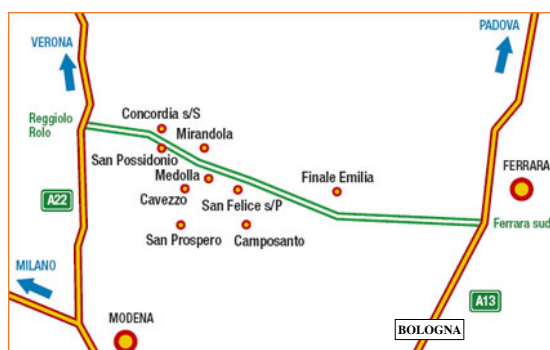 PADOVA
VERONA
Reggiolo
Rolo
Concordia s/S
Mirandola
San Possidonio
Medolla
Cavezzo
San Felice s/P
Finale Emilia
FERRARA
A22
San Prospero
Camposanto
Ferrara sud
MILANO
MODENA
A13
BOLOGNA